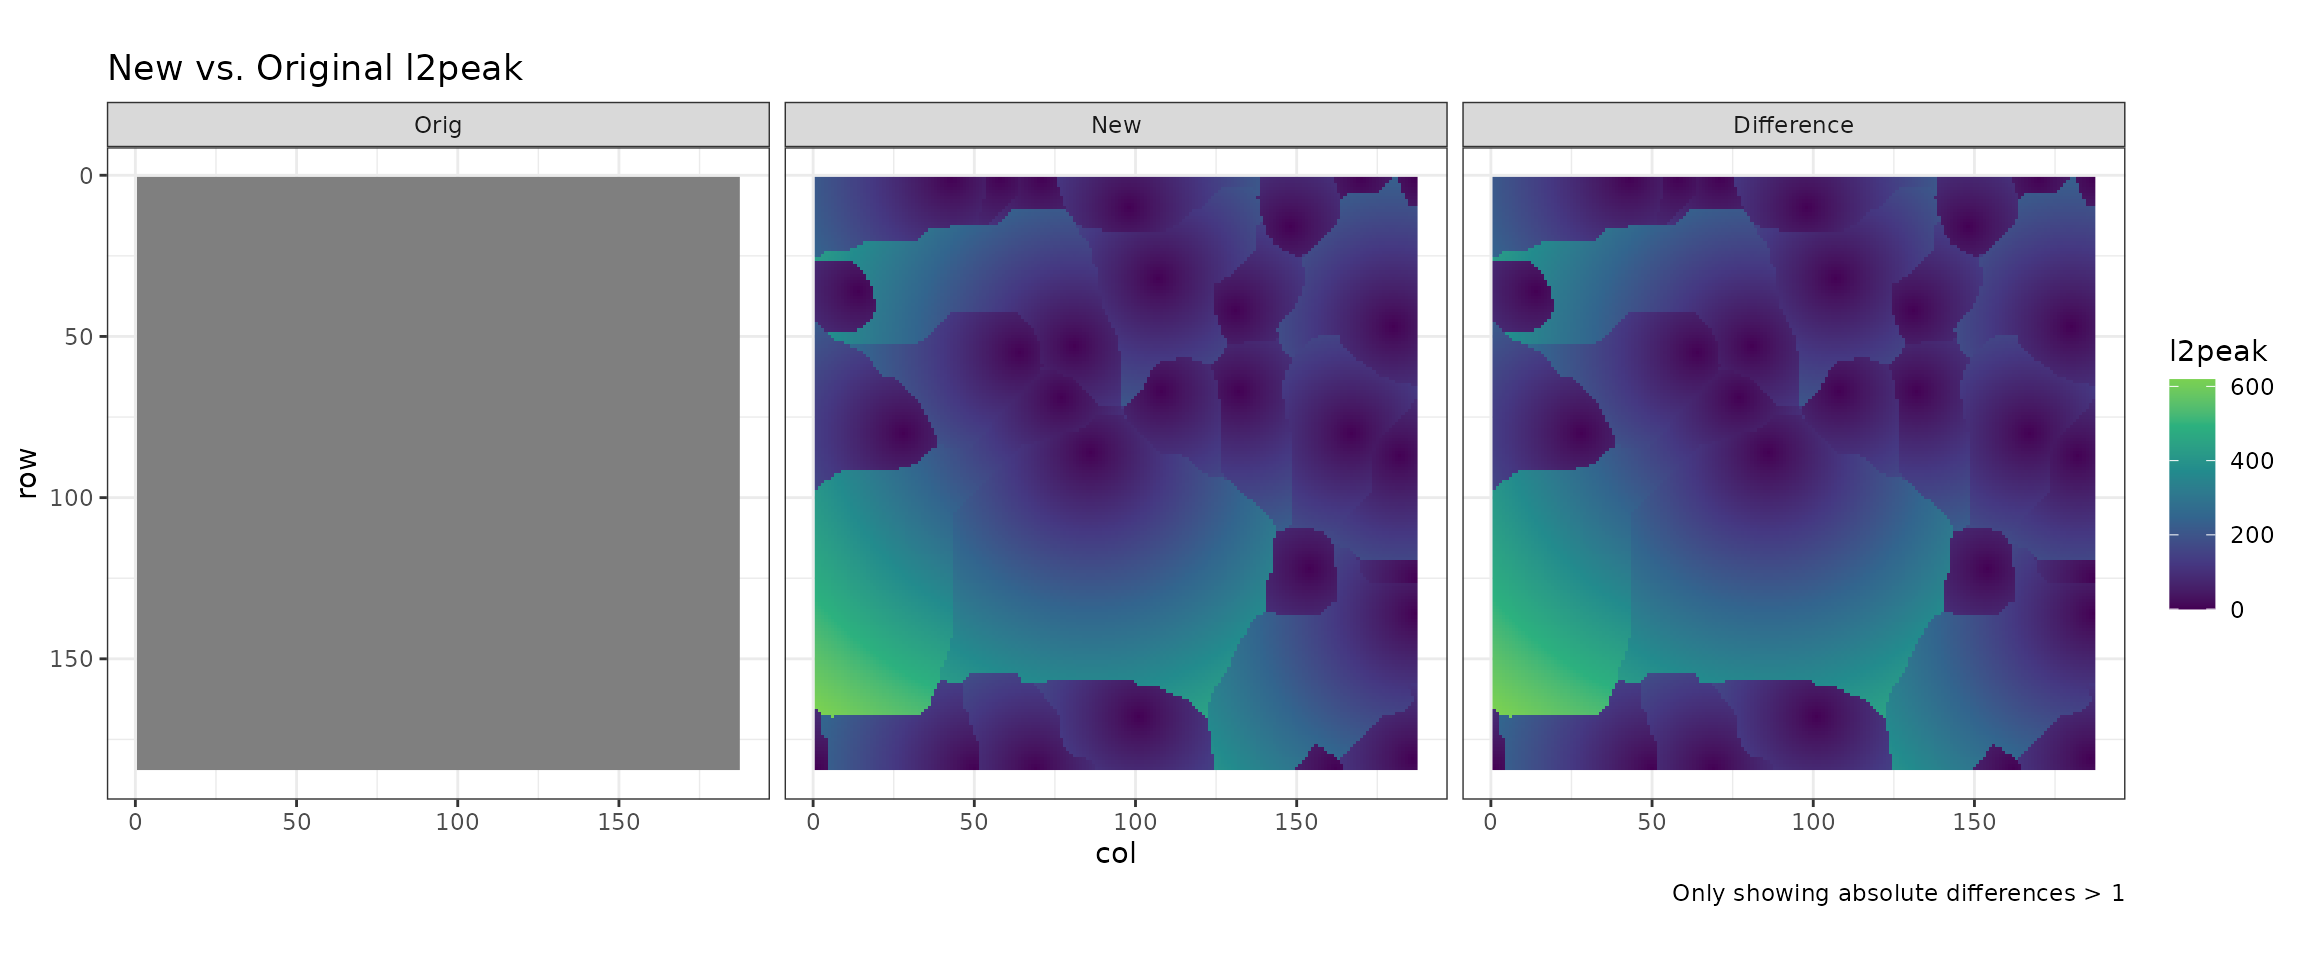 New vs. Original l2peak
Orig
New
Difference
0
50
100
150
row
0 50 100 150
0 50 100 150
0 50 100 150
col
l2peak
600
400
200
0
Only showing absolute differences > 1